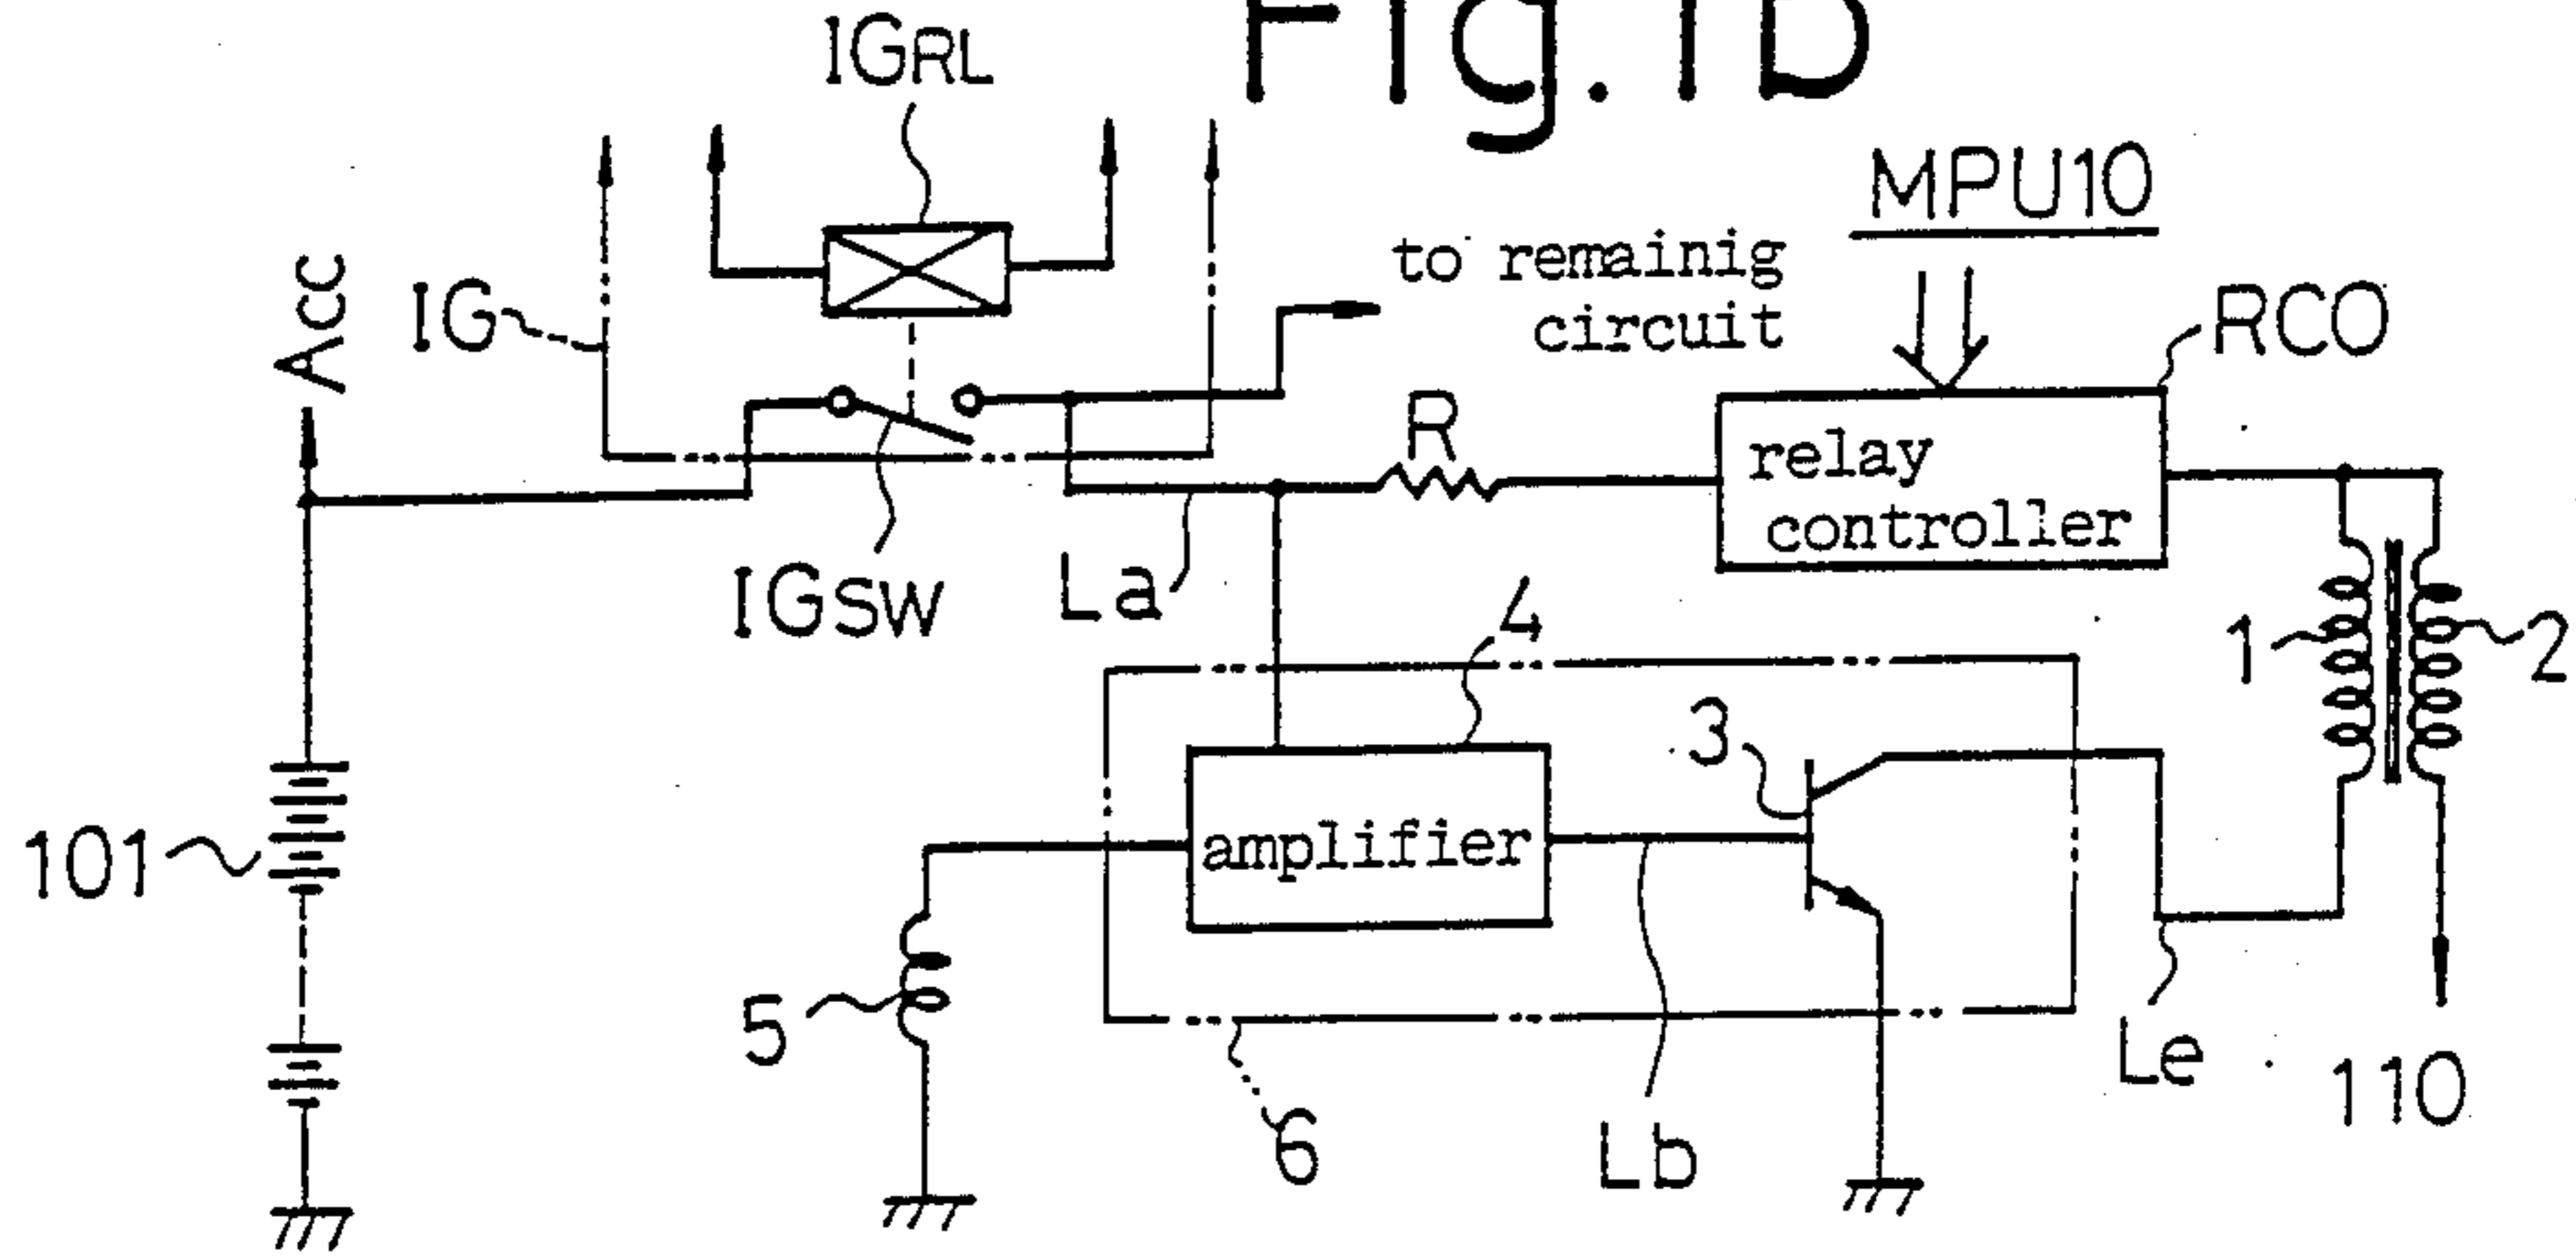 Fig.1b
IGRL
MPU10
to remainig
circuit
Acc
IG
RCO
R
relay
controller
IGSW
La
4
1
2
3
amplifier
101
5
Le
6
Lb
110